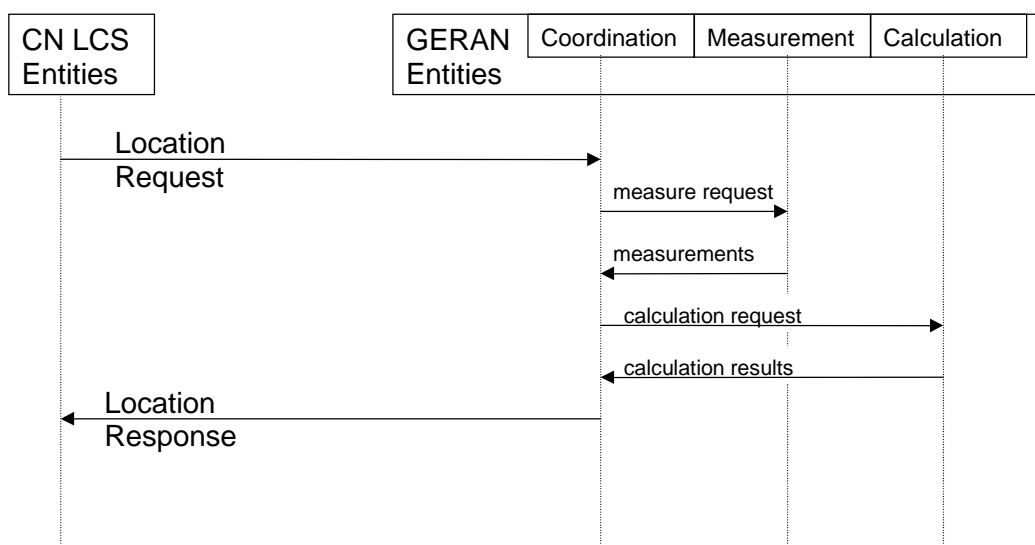 CN LCS
Entities
GERAN
Entities
Coordination
Measurement
Calculation
Location
Request
measure request
measurements
calculation request
calculation results
Location
Response